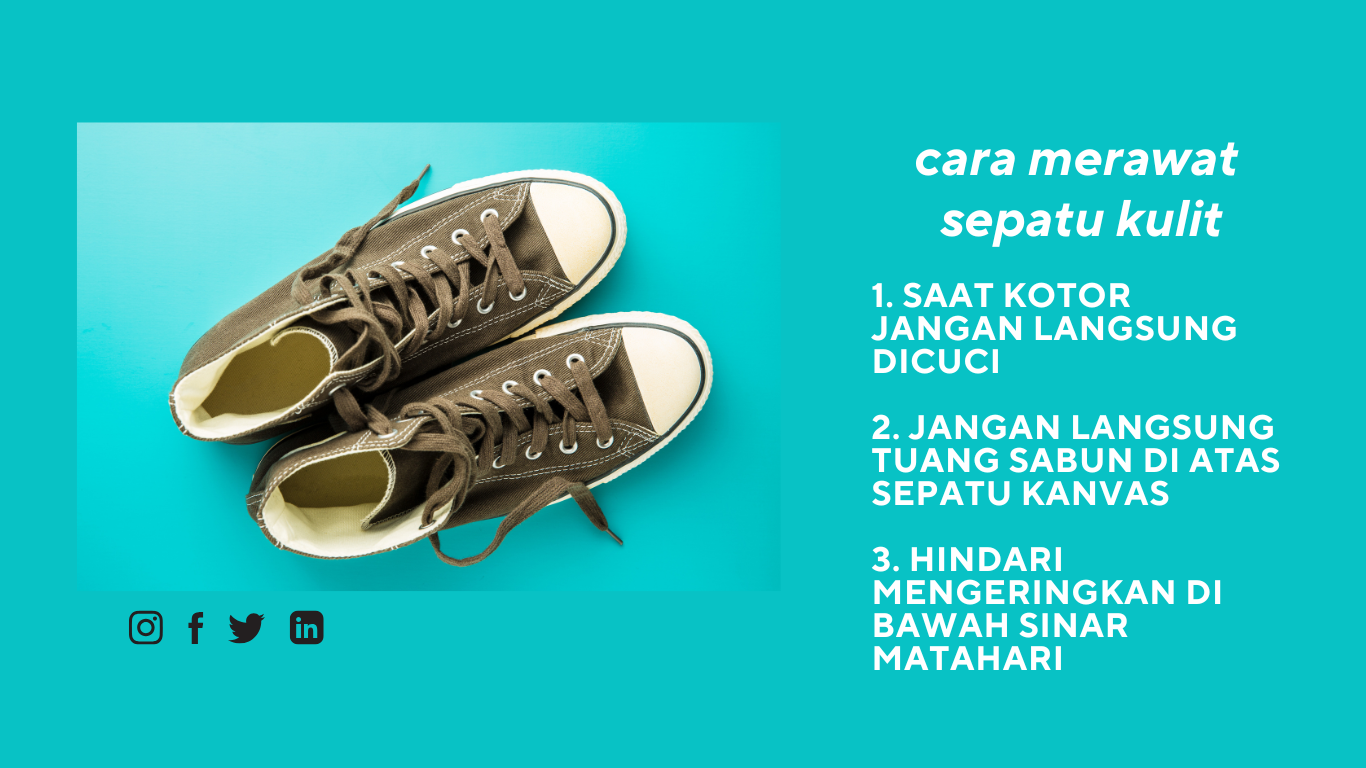 cara merawat
sepatu kulit
1. SAAT KOTOR
JANGAN LANGSUNG
DICUCI
2. JANGAN LANGSUNG
TUANG SABUN DI ATAS
SEPATU KANVAS
3. HINDARI
MENGERINGKAN DI
BAWAH SINAR
MATAHARI